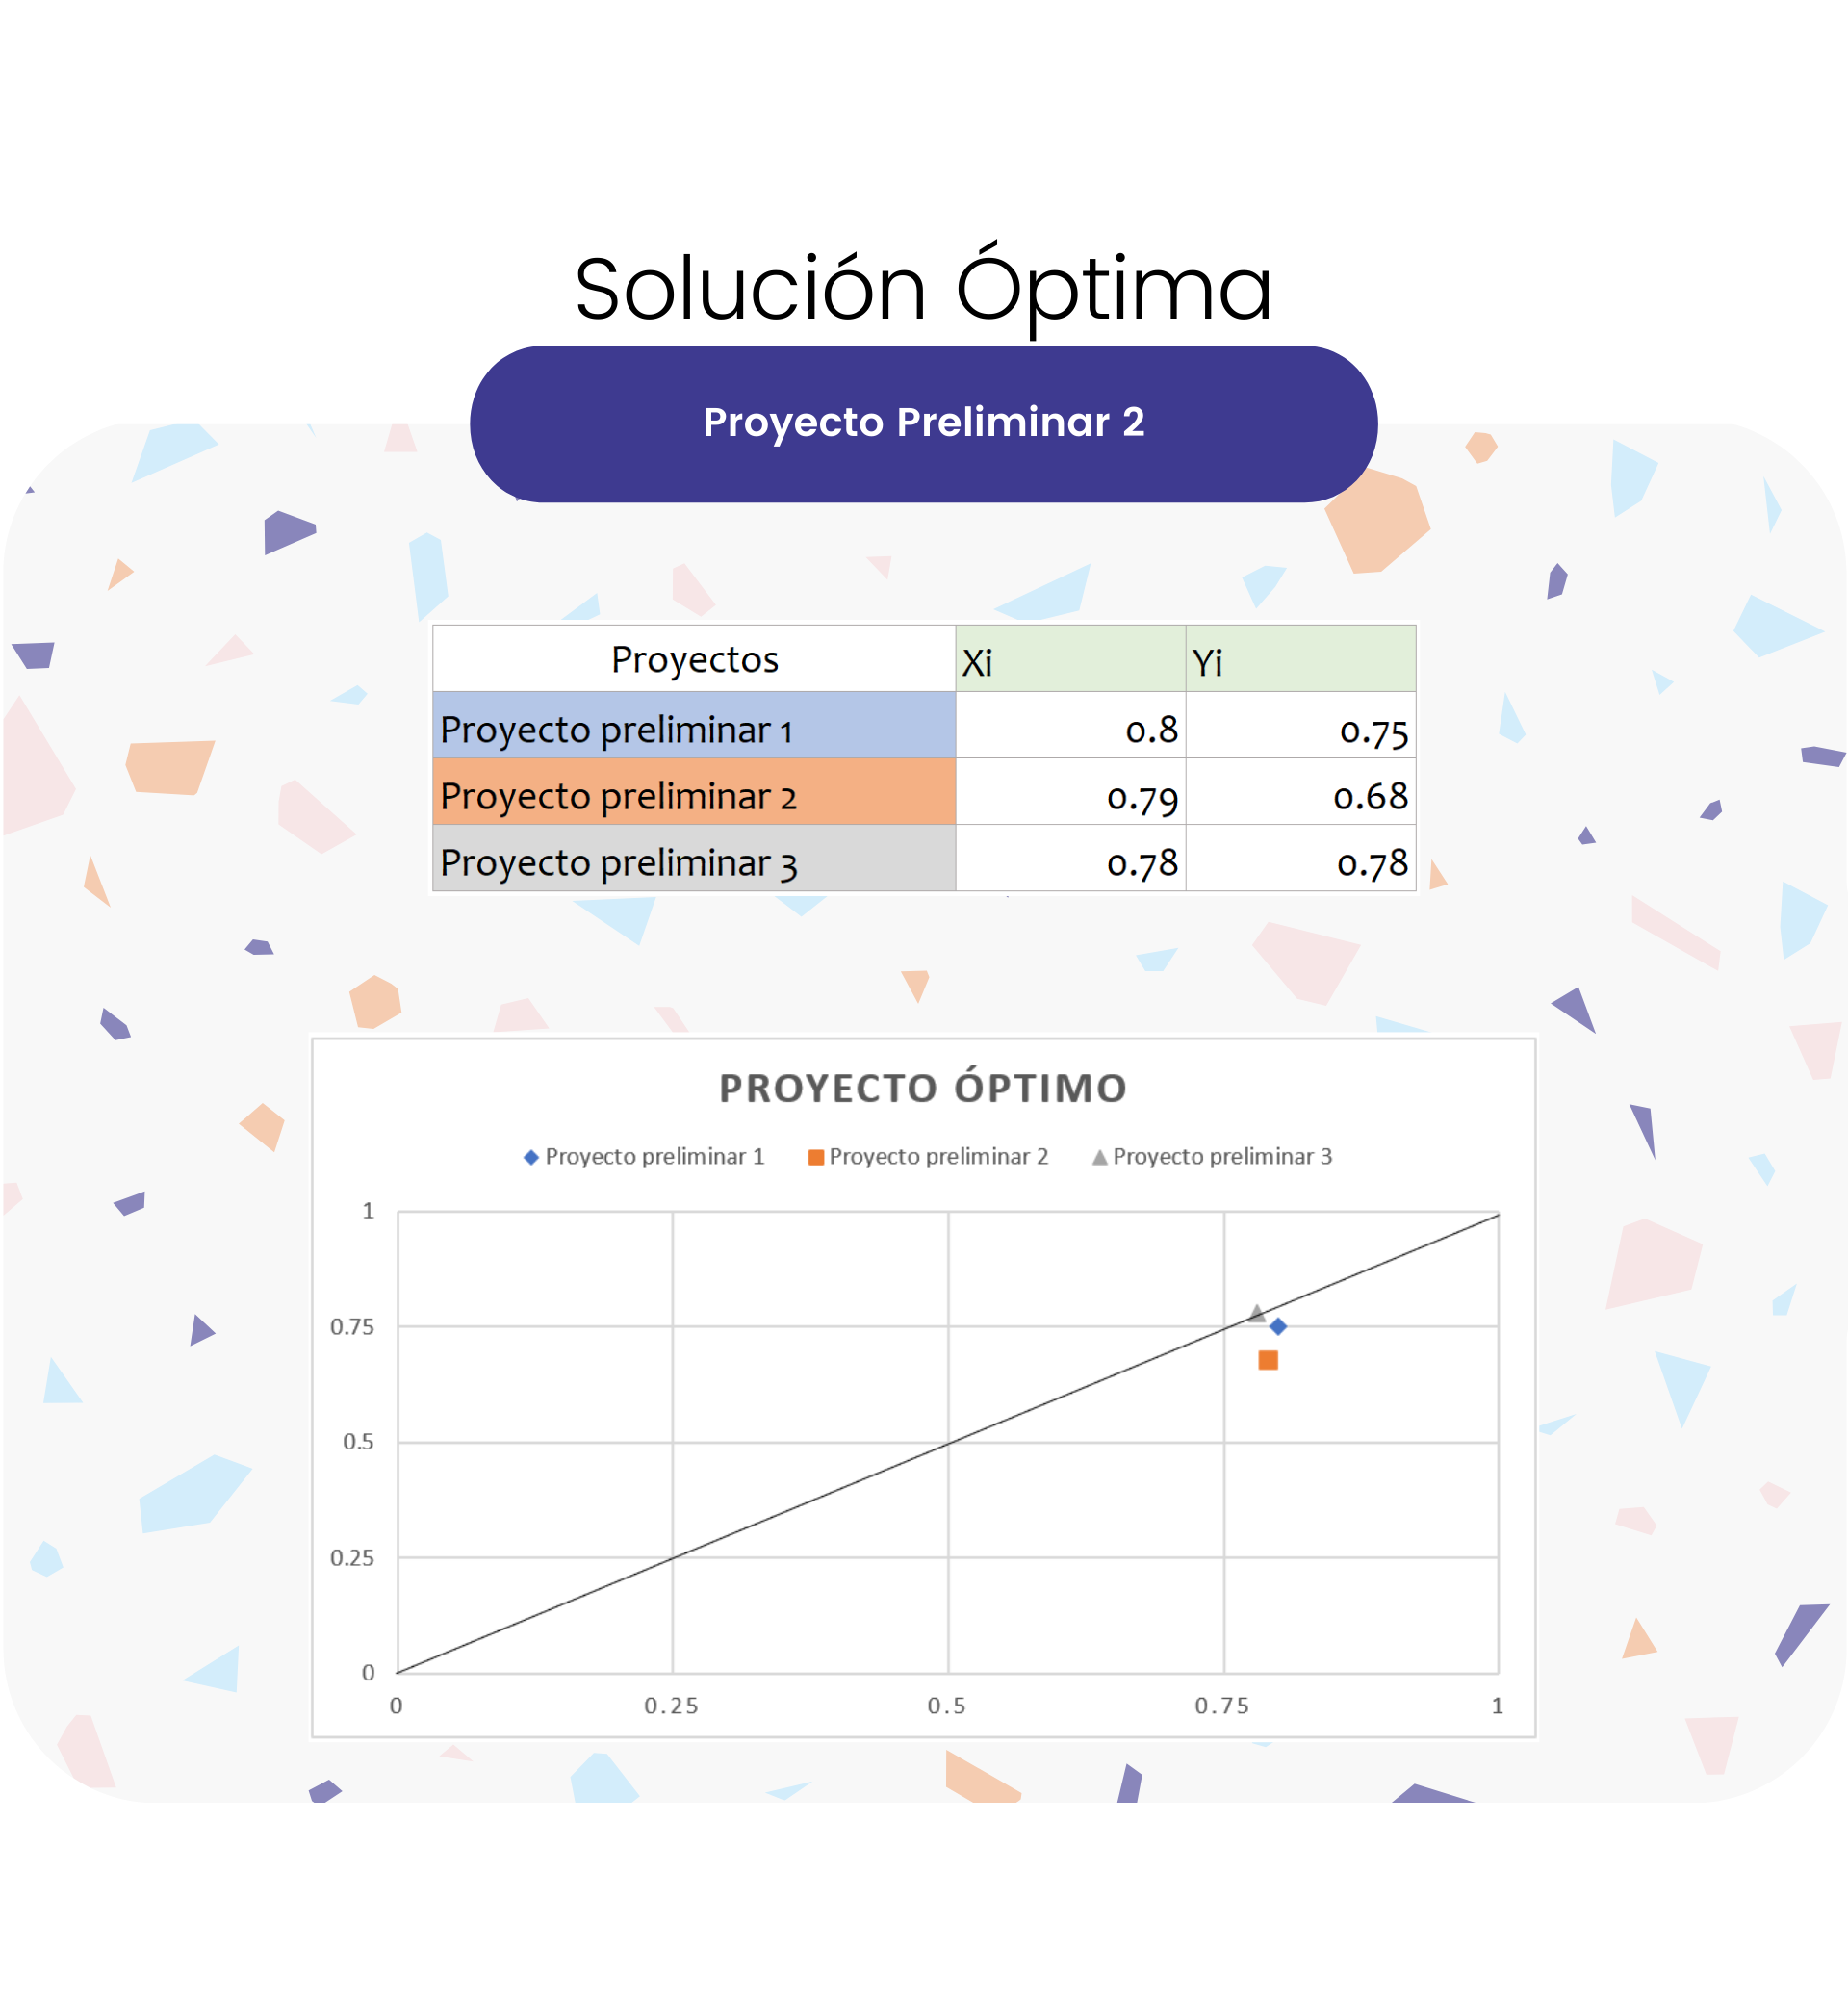 Solución Óptima
Proyecto Preliminar 2
Proyectos Xi Yi
Proyecto preliminar 1 0.8 0.75
Proyecto preliminar 2 0.79 0.68
Proyecto preliminar 3 0.78 0.78
PROYECTO ÓPTIMO
Proyecto preliminar 1 Proyecto preliminar 2 Proyecto preliminar 3
1
0.75
0.5
0.25
0
0 0.25 0.5 0.75 1